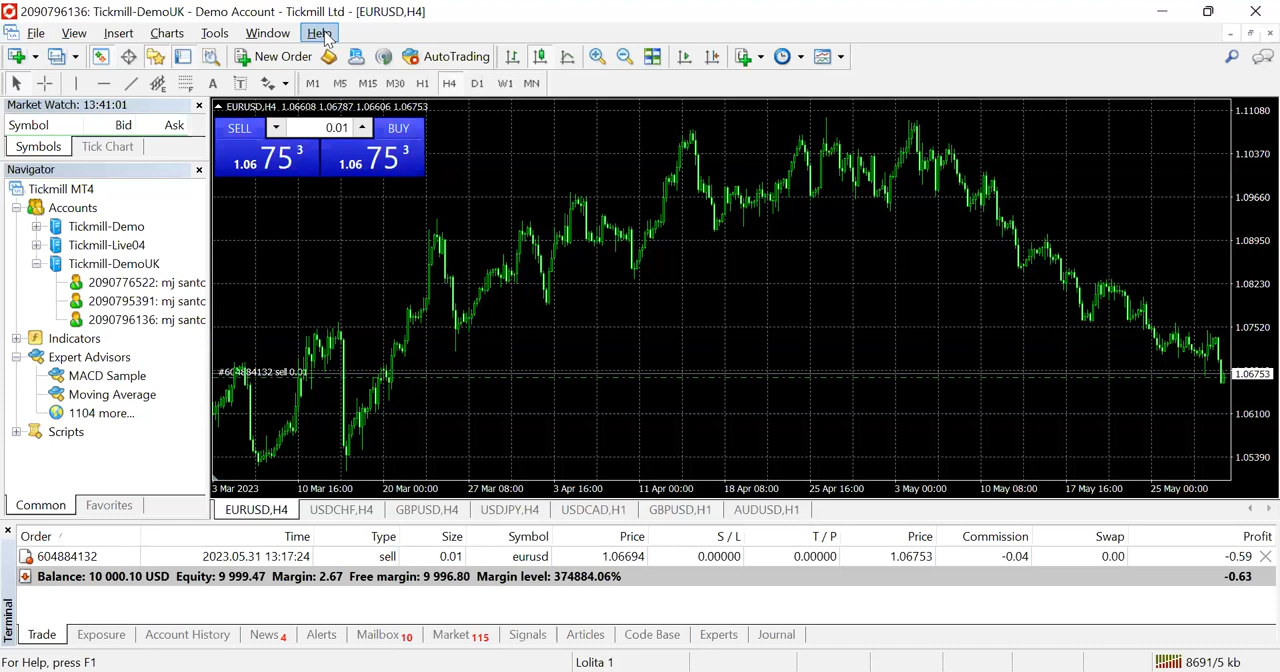 2090796136: Tickmill-DemoUK - Demo Account - Tickmill Ltd - [EURUSD,H4]
File View Insert Charts Tools Window Help
New Order AutoTrading
A T M1 M5 M15 M30 H1 H4 D1 W1 MN
Market Watch: 13:41:01
Symbol Bid Ask
Symbols Tick Chart
Navigator
Tickmill MT4
Accounts
Tickmill-Demo
Tickmill-Live04
Tickmill-DemoUK
2090776522: mj santc
2090795391: mj santc
2090796136: mj santc
Indicators
Expert Advisors
MACD Sample
Moving Average
1104 more...
Scripts
Common Favorites
EURUSD,H4 1.06608 1.06787 1.06606 1.06753
SELL 0.01 BUY
1.06 75 3 1.06 75 3
#604884132 sell 0.01
1.11080
1.10370
1.09660
1.08950
1.08230
1.07520
1.06753
1.06100
1.05390
3 Mar 2023 10 Mar 16:00 20 Mar 00:00 27 Mar 08:00 3 Apr 16:00 11 Apr 00:00 18 Apr 08:00 25 Apr 16:00 3 May 00:00 10 May 08:00 17 May 16:00 25 May 00:00
EURUSD,H4 USDCHF,H4 GBPUSD,H4 USDJPY,H4 USDCAD,H1 GBPUSD,H1 AUDUSD,H1
Order Time Type Size Symbol Price S / L T / P Price Commission Swap Profit
604884132 2023.05.31 13:17:24 sell 0.01 eurusd 1.06694 0.00000 0.00000 1.06753 -0.04 0.00 -0.59
Balance: 10 000.10 USD Equity: 9 999.47 Margin: 2.67 Free margin: 9 996.80 Margin level: 374884.06% -0.63
Terminal
Trade Exposure Account History News 4 Alerts Mailbox 10 Market 115 Signals Articles Code Base Experts Journal
For Help, press F1 Lolita 1 8691/5 kb